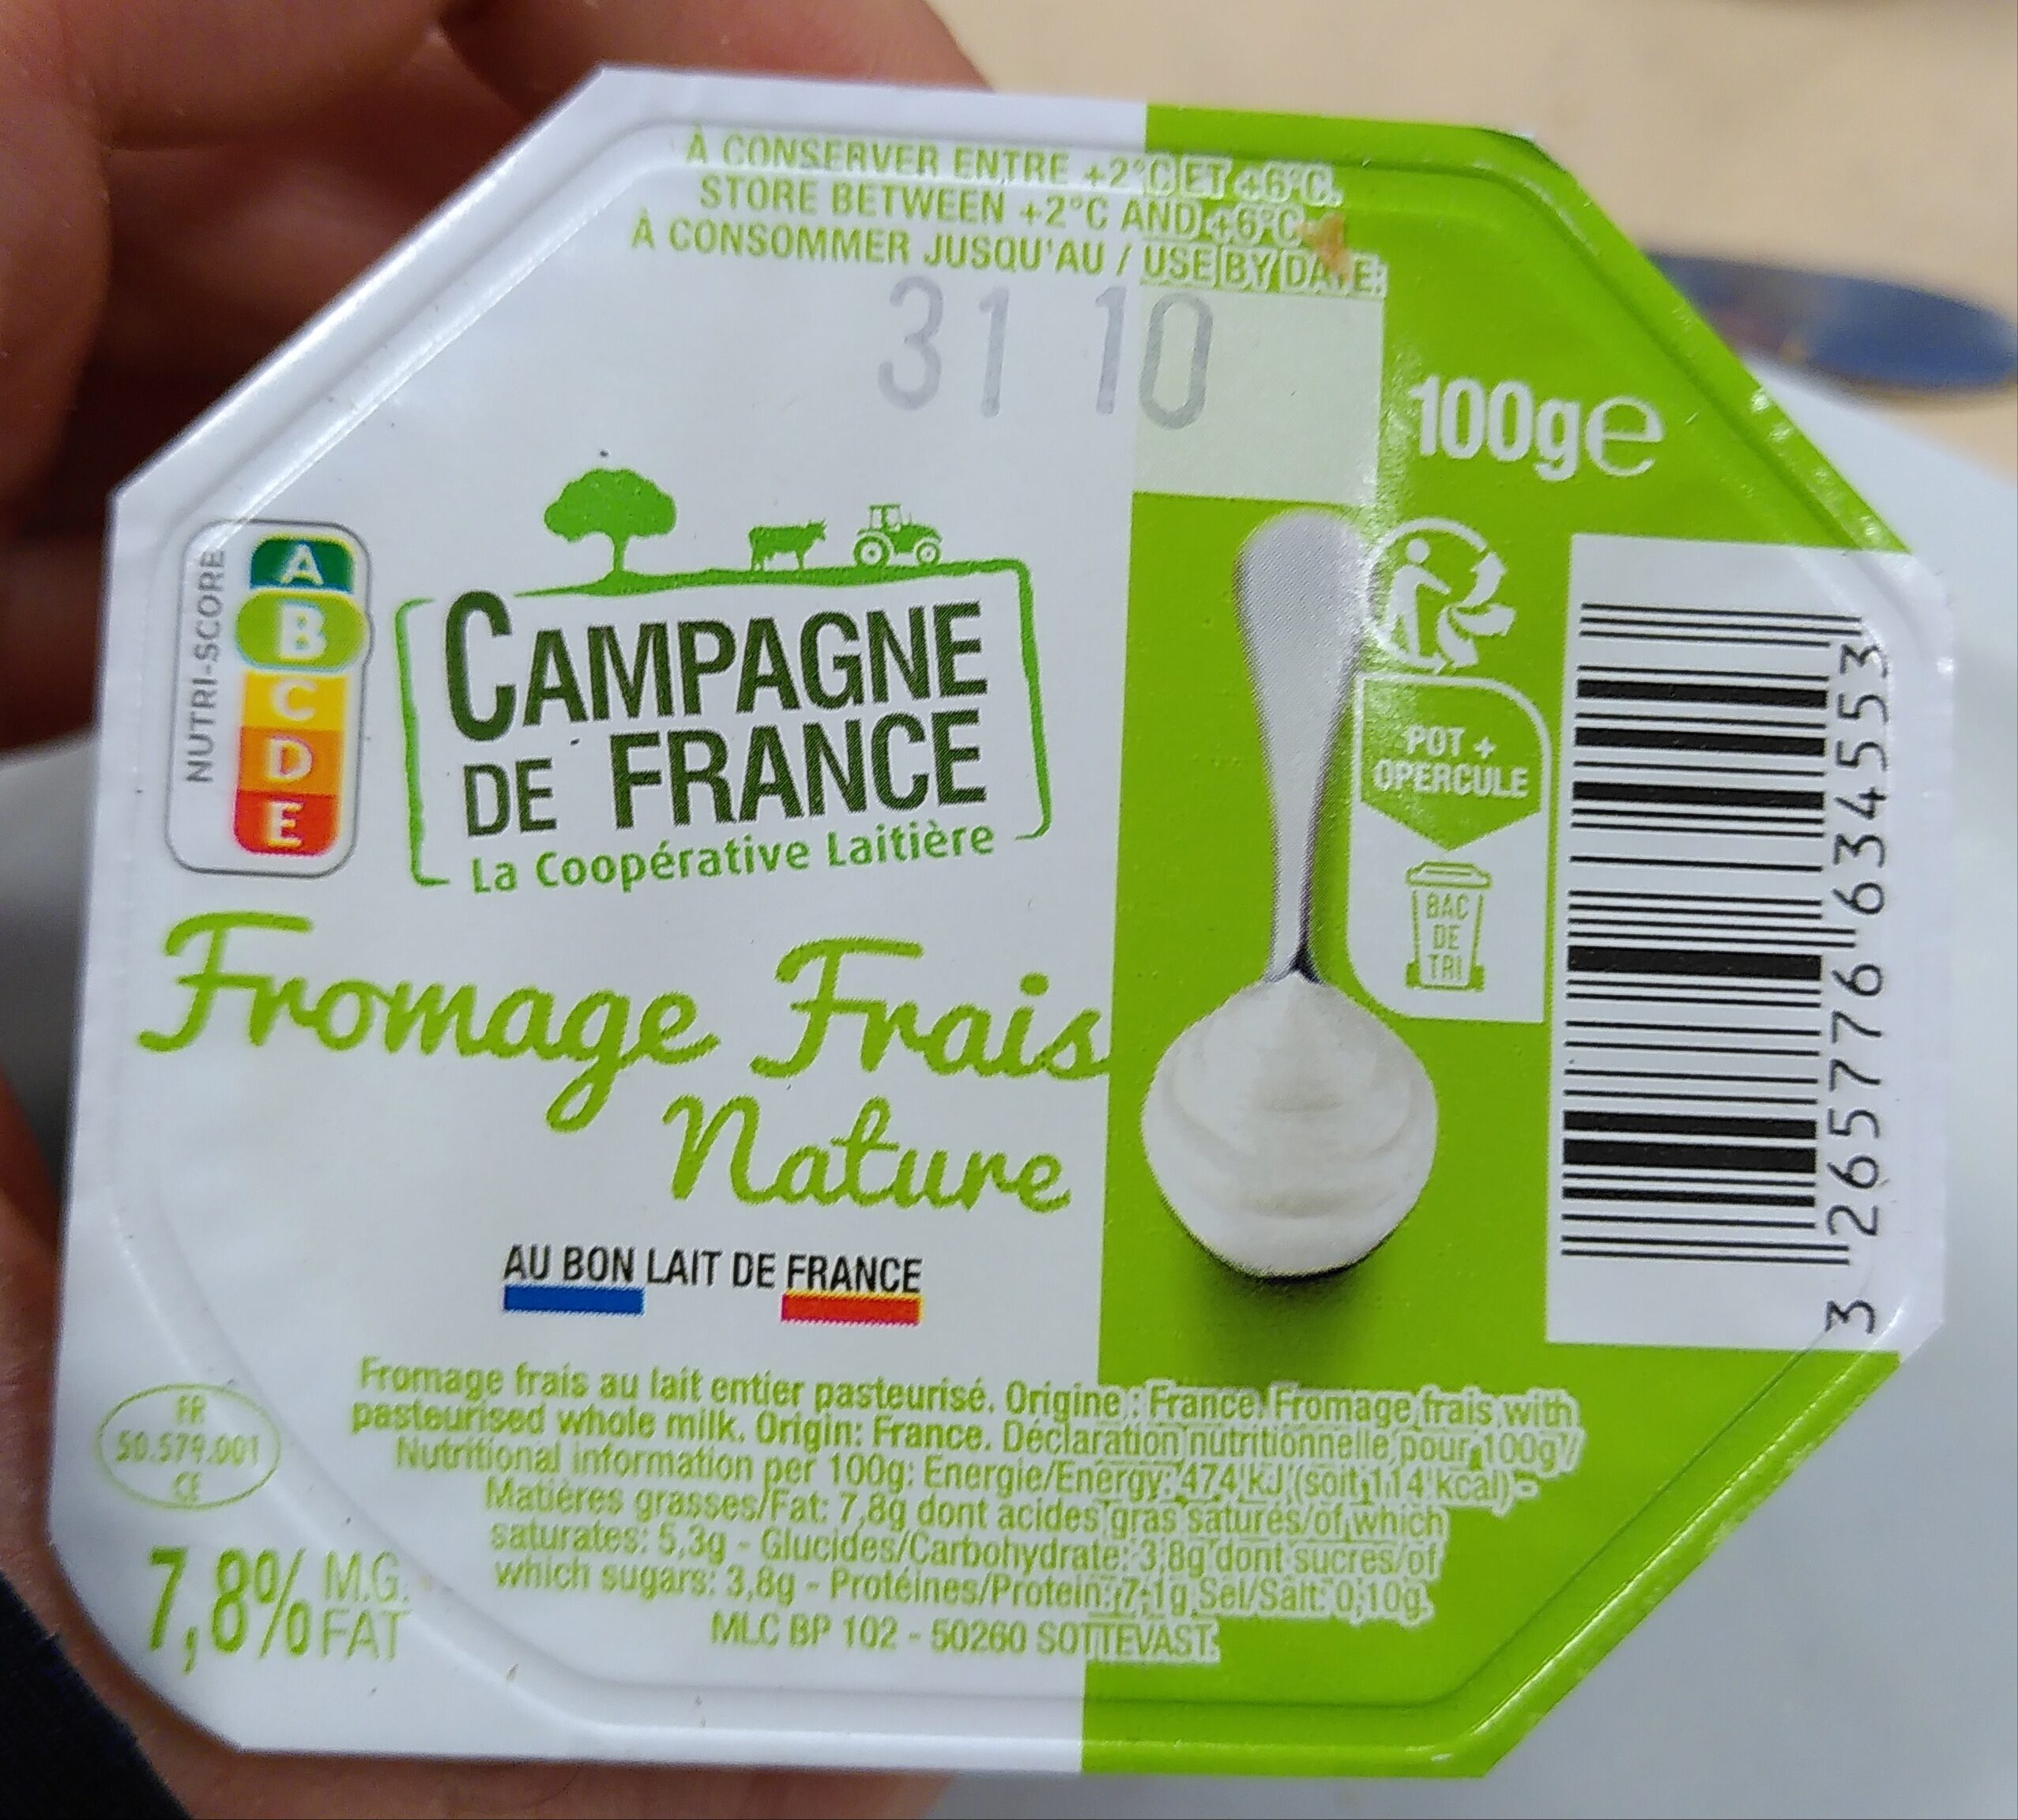 À CONSERVER ENTRE +2°C ET +6°C.
STORE BETWEEN +2°C AND +6°C
À CONSOMMER JUSQU'AU / USE BY DATE:
31 10
100g e
NUTRI-SCORE
A
B
C
D
E
CAMPAGNE
DE FRANCE
La Coopérative Laitière
POT +
OPERCULE
BAC
DE
TRI
3 265776 634553
Fromage Frais
Nature
AU BON LAIT DE FRANCE
Fromage frais au lait entier pasteurisé. Origine : France. Fromage frais with
pasteurised whole milk. Origin: France. Déclaration nutritionnelle pour 100g /
Nutritional information per 100g: Energie/Energy: 474 kJ (soit 114 kcal) -
Matières grasses/Fat: 7,8g dont acides gras saturés/of which
saturates: 5,3g - Glucides/Carbohydrate: 3,8g dont sucres/of
which sugars: 3,8g - Protéines/Protein: 7,1g Sel/Salt: 0,10g.
MLC BP 102 - 50260 SOTTEVAST.
FR
50.579.001
CE
7,8% M.G.
FAT